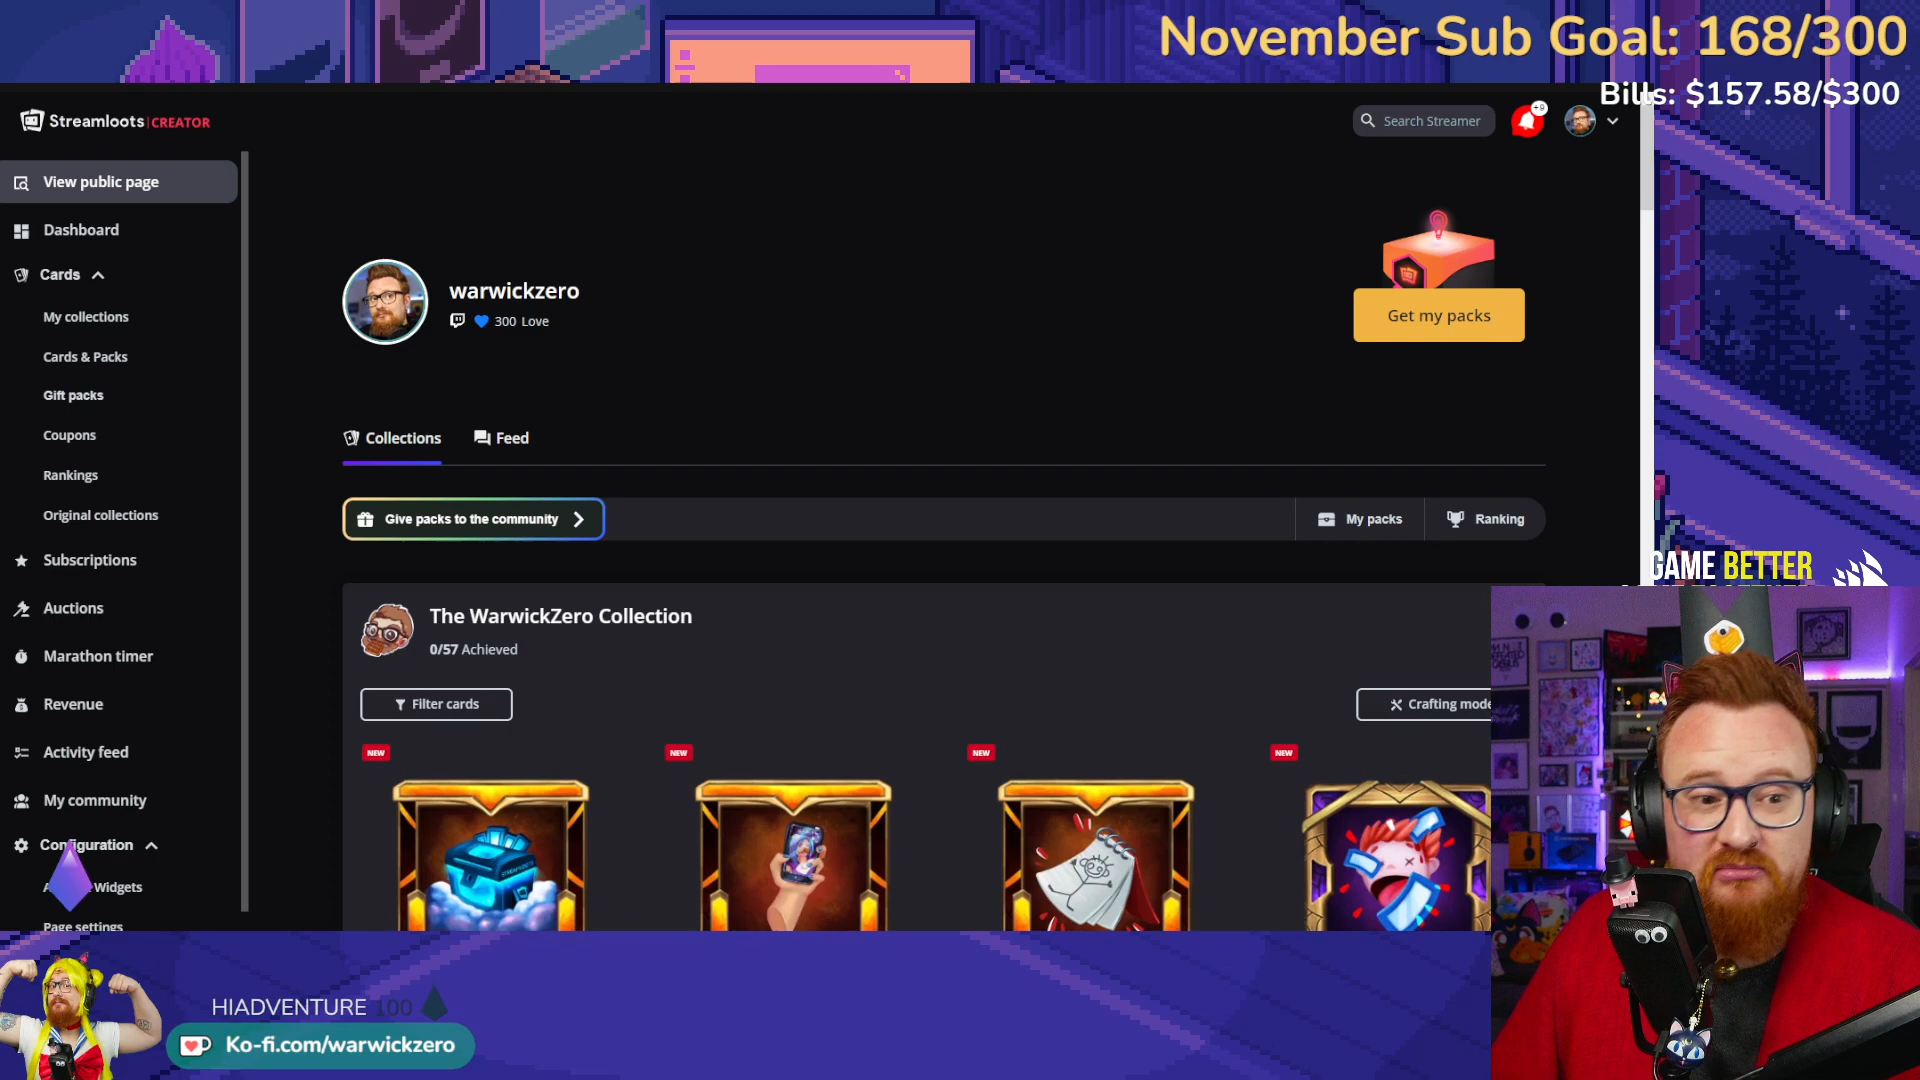 November Sub Goal: 168/300
Bills: $157.58/$300
Streamloots | CREATOR
Search Streamer
+9
View public page
Dashboard
Cards
My collections
Cards & Packs
Gift packs
Coupons
Rankings
Original collections
Subscriptions
Auctions
Marathon timer
Revenue
Activity feed
My community
Configuration
Widgets
Page settings
warwickzero
300 Love
Get my packs
Collections
Feed
Give packs to the community
My packs
Ranking
The WarwickZero Collection
0/57 Achieved
Filter cards
Crafting mode
NEW
NEW
NEW
NEW
GAME BETTER
HIADVENTURE 100
Ko-fi.com/warwickzero